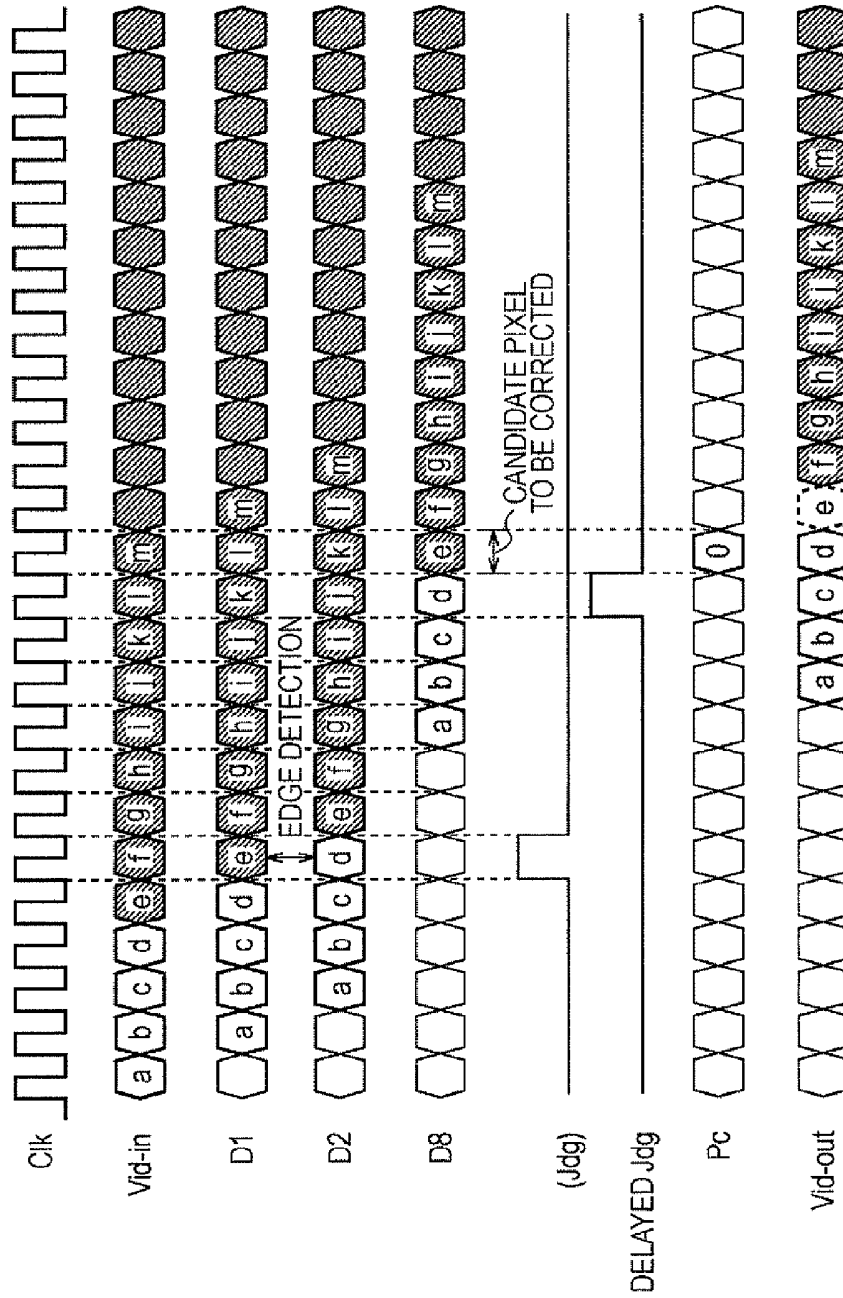 Clk
Vid-in a b c d e f g h i j k l m
D1 a b c d e f g h i j k l m
EDGE DETECTION
D2 a b c d e f g h i j k l m
D8 a b c d e f g h i j k l m
CANDIDATE PIXEL
TO BE CORRECTED
(Jdg)
DELAYED Jdg
Pc 0
Vid-out a b c d e f g h i j k l m